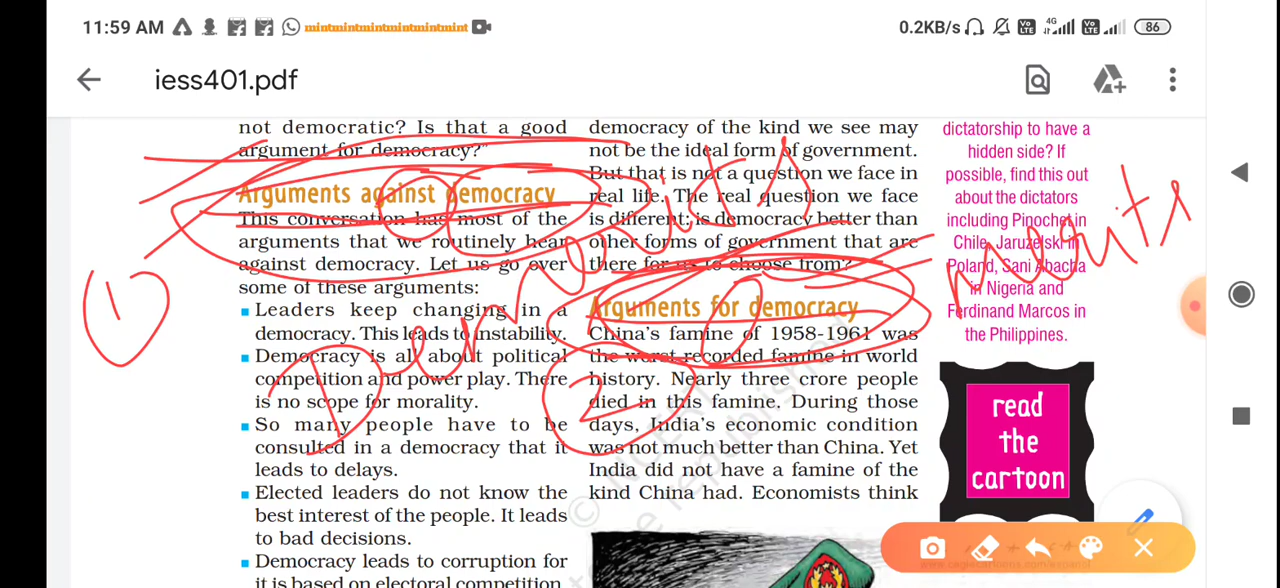 11:59 AM mintmintmintmintmintmint 0.2KB/s Vo LTE 4G Vo LTE 86
iess401.pdf
not democratic? Is that a good
argument for democracy?"
Arguments against democracy
This conversation has most of the
arguments that we routinely hear
against democracy. Let us go over
some of these arguments:
Leaders keep changing in a
democracy. This leads to instability.
Democracy is all about political
competition and power play. There
is no scope for morality.
So many people have to be
consulted in a democracy that it
leads to delays.
Elected leaders do not know the
best interest of the people. It leads
to bad decisions.
Democracy leads to corruption for
it is based on electoral competition.
democracy of the kind we see may
not be the ideal form of government.
But that is not a question we face in
real life. The real question we face
is different: is democracy better than
other forms of government that are
there for us to choose from?
Arguments for democracy
China's famine of 1958-1961 was
the worst recorded famine in world
history. Nearly three crore people
died in this famine. During those
days, India's economic condition
was not much better than China. Yet
India did not have a famine of the
kind China had. Economists think
dictatorship to have a
hidden side? If
possible, find this out
about the dictators
including Pinochet in
Chile, Jaruzelski in
Poland, Sani Abacha
in Nigeria and
Ferdinand Marcos in
the Philippines.
read
the
cartoon
1
2
merits